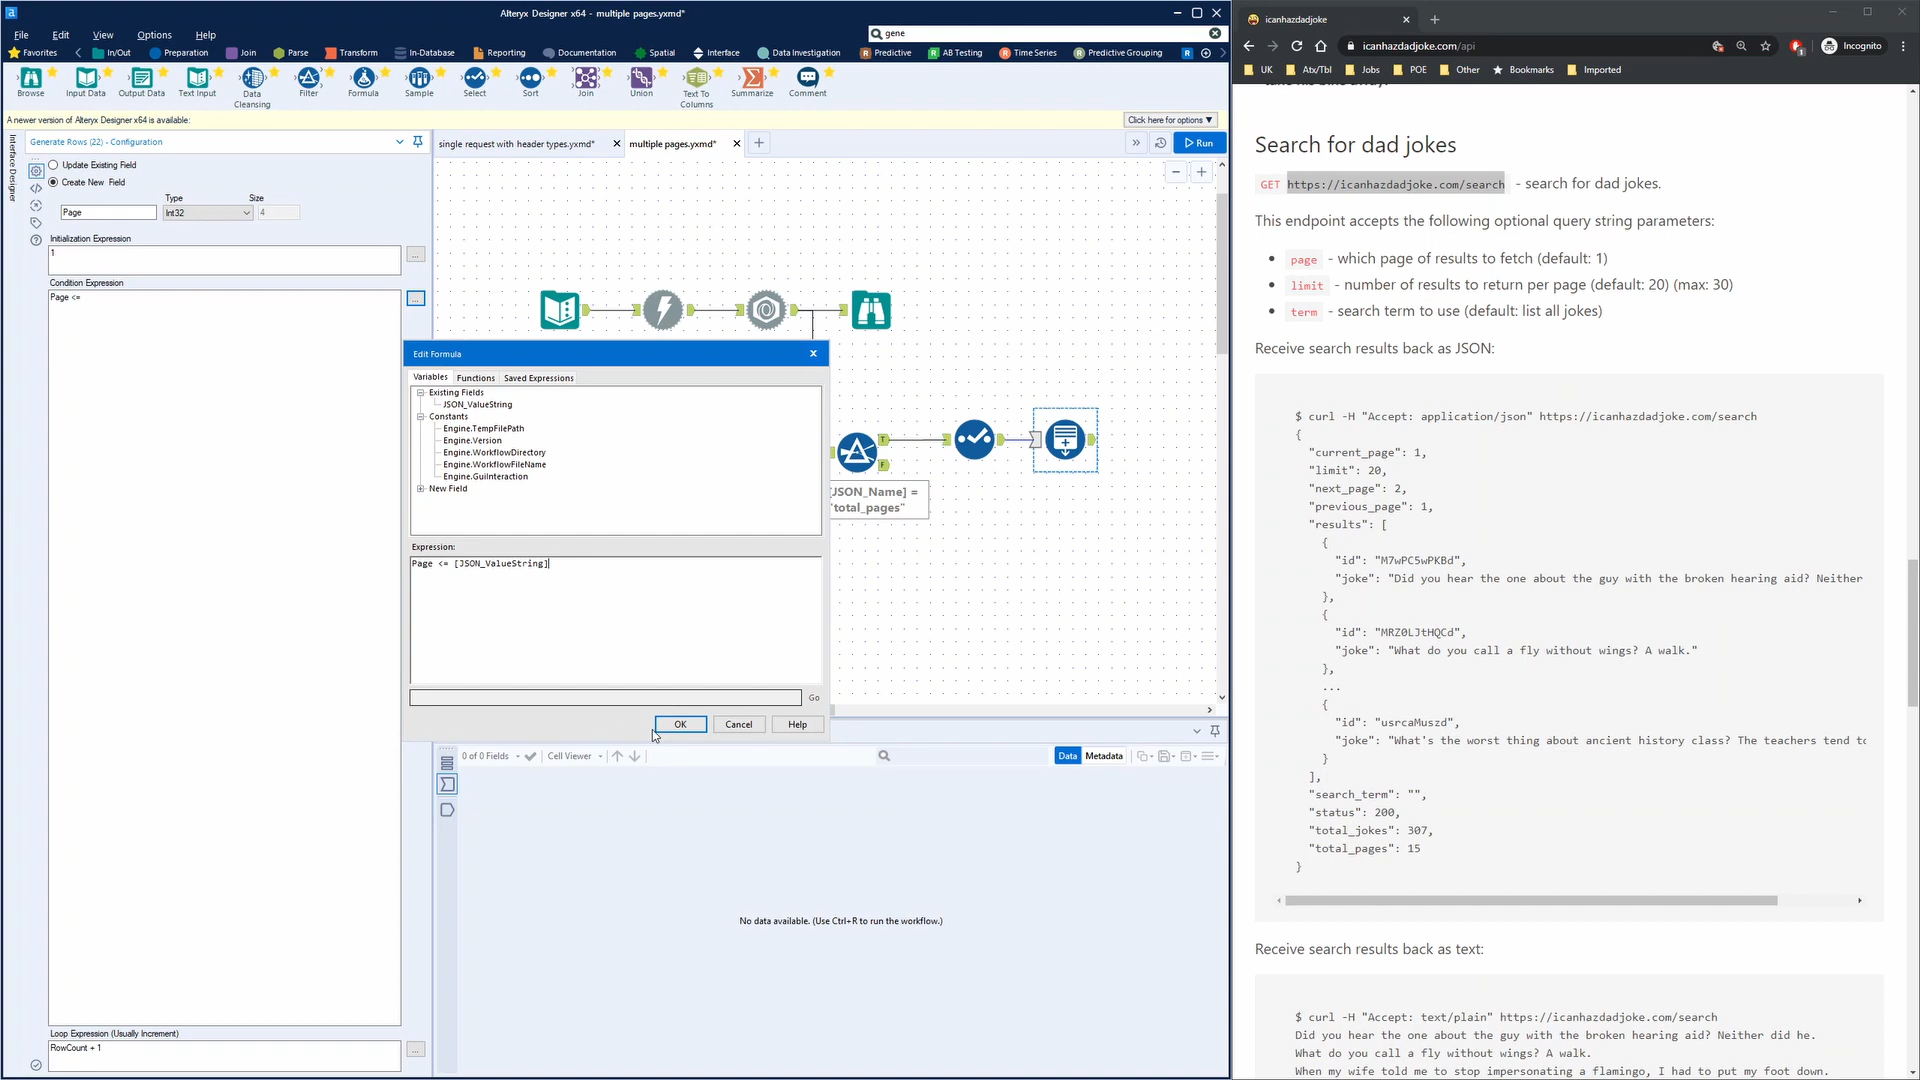 Alteryx Designer x64 - multiple pages.yxmd*
File
Edit
View
Options
Help
gene
Favorites
In/Out
Preparation
Join
Parse
Transform
In-Database
Reporting
Documentation
Spatial
Interface
Data Investigation
Predictive
AB Testing
Time Series
Predictive Grouping
Browse
Input Data
Output Data
Text Input
Data Cleansing
Filter
Formula
Sample
Select
Sort
Join
Union
Text To Columns
Summarize
Comment
A newer version of Alteryx Designer x64 is available:
Click here for options ▼
Interface Designer
Generate Rows (22) - Configuration
single request with header types.yxmd*
multiple pages.yxmd*
Run
Update Existing Field
Create New Field
Type
Size
Page
Int32
4
Initialization Expression
1
...
Condition Expression
Page <=
...
Edit Formula
X
Variables
Functions
Saved Expressions
Existing Fields
JSON_ValueString
Constants
Engine.TempFilePath
Engine.Version
Engine.WorkflowDirectory
Engine.WorkflowFileName
Engine.GuiInteraction
New Field
Expression:
Page <= [JSON_ValueString]
Go
OK
Cancel
Help
T
F
[JSON_Name] =
"total_pages"
0 of 0 Fields
Cell Viewer
Data
Metadata
No data available. (Use Ctrl+R to run the workflow.)
Loop Expression (Usually Increment)
RowCount + 1
...
icanhazdadjoke
icanhazdadjoke.com/api
Incognito
UK
Atx/Tbl
Jobs
POE
Other
Bookmarks
Imported
Search for dad jokes
GET https://icanhazdadjoke.com/search - search for dad jokes.
This endpoint accepts the following optional query string parameters:
page - which page of results to fetch (default: 1)
limit - number of results to return per page (default: 20) (max: 30)
term - search term to use (default: list all jokes)
Receive search results back as JSON:
$ curl -H "Accept: application/json" https://icanhazdadjoke.com/search
{
"current_page": 1,
"limit": 20,
"next_page": 2,
"previous_page": 1,
"results": [
{
"id": "M7wPC5wPKBd",
"joke": "Did you hear the one about the guy with the broken hearing aid? Neither
},
{
"id": "MRZ0LJtHQCd",
"joke": "What do you call a fly without wings? A walk."
},
...
{
"id": "usrcaMuszd",
"joke": "What's the worst thing about ancient history class? The teachers tend to
}
],
"search_term": "",
"status": 200,
"total_jokes": 307,
"total_pages": 15
}
Receive search results back as text:
$ curl -H "Accept: text/plain" https://icanhazdadjoke.com/search
Did you hear the one about the guy with the broken hearing aid? Neither did he.
What do you call a fly without wings? A walk.
When my wife told me to stop impersonating a flamingo, I had to put my foot down.